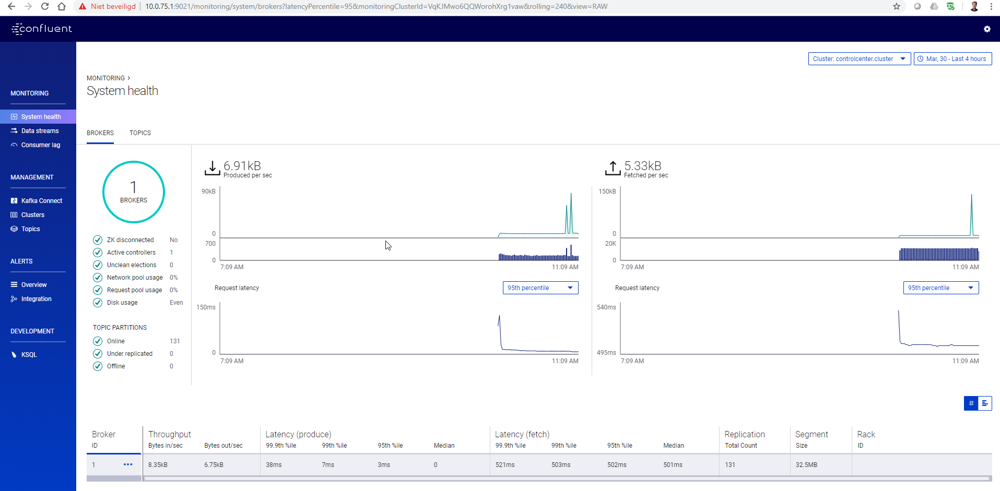 Niet beveiligd 10.0.75.1:9021/monitoring/system/brokers?latencyPercentile=95&monitoringClusterId=VqKJMwo6QQWorohXrg1vaw&rolling=240&view=RAW
confluent
Cluster: controlcenter.cluster Mar, 30 - Last 4 hours
MONITORING
System health
Data streams
Consumer lag
MANAGEMENT
Kafka Connect
Clusters
Topics
ALERTS
Overview
Integration
DEVELOPMENT
KSQL
MONITORING ›
System health
BROKERS TOPICS
1
BROKERS
ZK disconnected No
Active controllers 1
Unclean elections 0
Network pool usage 0%
Request pool usage 0%
Disk usage Even
TOPIC PARTITIONS
Online 131
Under replicated 0
Offline 0
6.91kB
Produced per sec
90kB
0
700
0
7:09 AM 11:09 AM
Request latency 95th percentile
150ms
0
7:09 AM 11:09 AM
5.33kB
Fetched per sec
150kB
0
20K
0
7:09 AM 11:09 AM
Request latency 95th percentile
540ms
495ms
7:09 AM 11:09 AM
#
Broker Throughput Latency (produce) Latency (fetch) Replication Segment Rack
ID Bytes in/sec Bytes out/sec 99.9th %ile 99th %ile 95th %ile Median 99.9th %ile 99th %ile 95th %ile Median Total Count Size ID
1 ••• 8.35kB 6.75kB 38ms 7ms 3ms 0 521ms 503ms 502ms 501ms 131 32.5MB